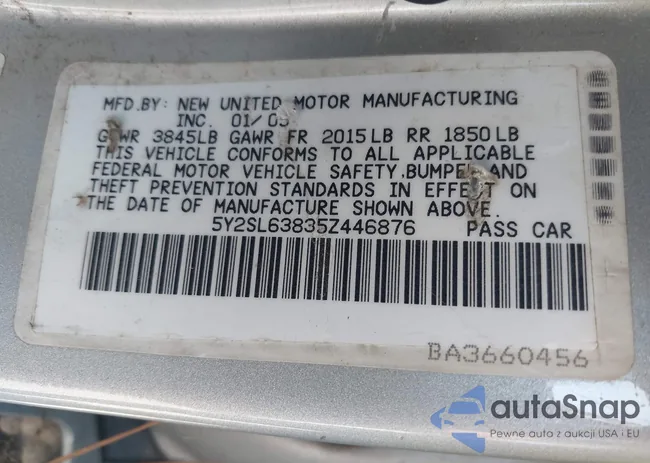 MFD.BY: NEW UNITED MOTOR MANUFACTURING
INC. 01/05
GVWR 3845LB GAWR FR 2015LB RR 1850LB
THIS VEHICLE CONFORMS TO ALL APPLICABLE
FEDERAL MOTOR VEHICLE SAFETY,BUMPER,AND
THEFT PREVENTION STANDARDS IN EFFECT ON
THE DATE OF MANUFACTURE SHOWN ABOVE.
5Y2SL63835Z446876 PASS CAR
BA3660456
autaSnap
Pewne auta z aukcji USA i EU